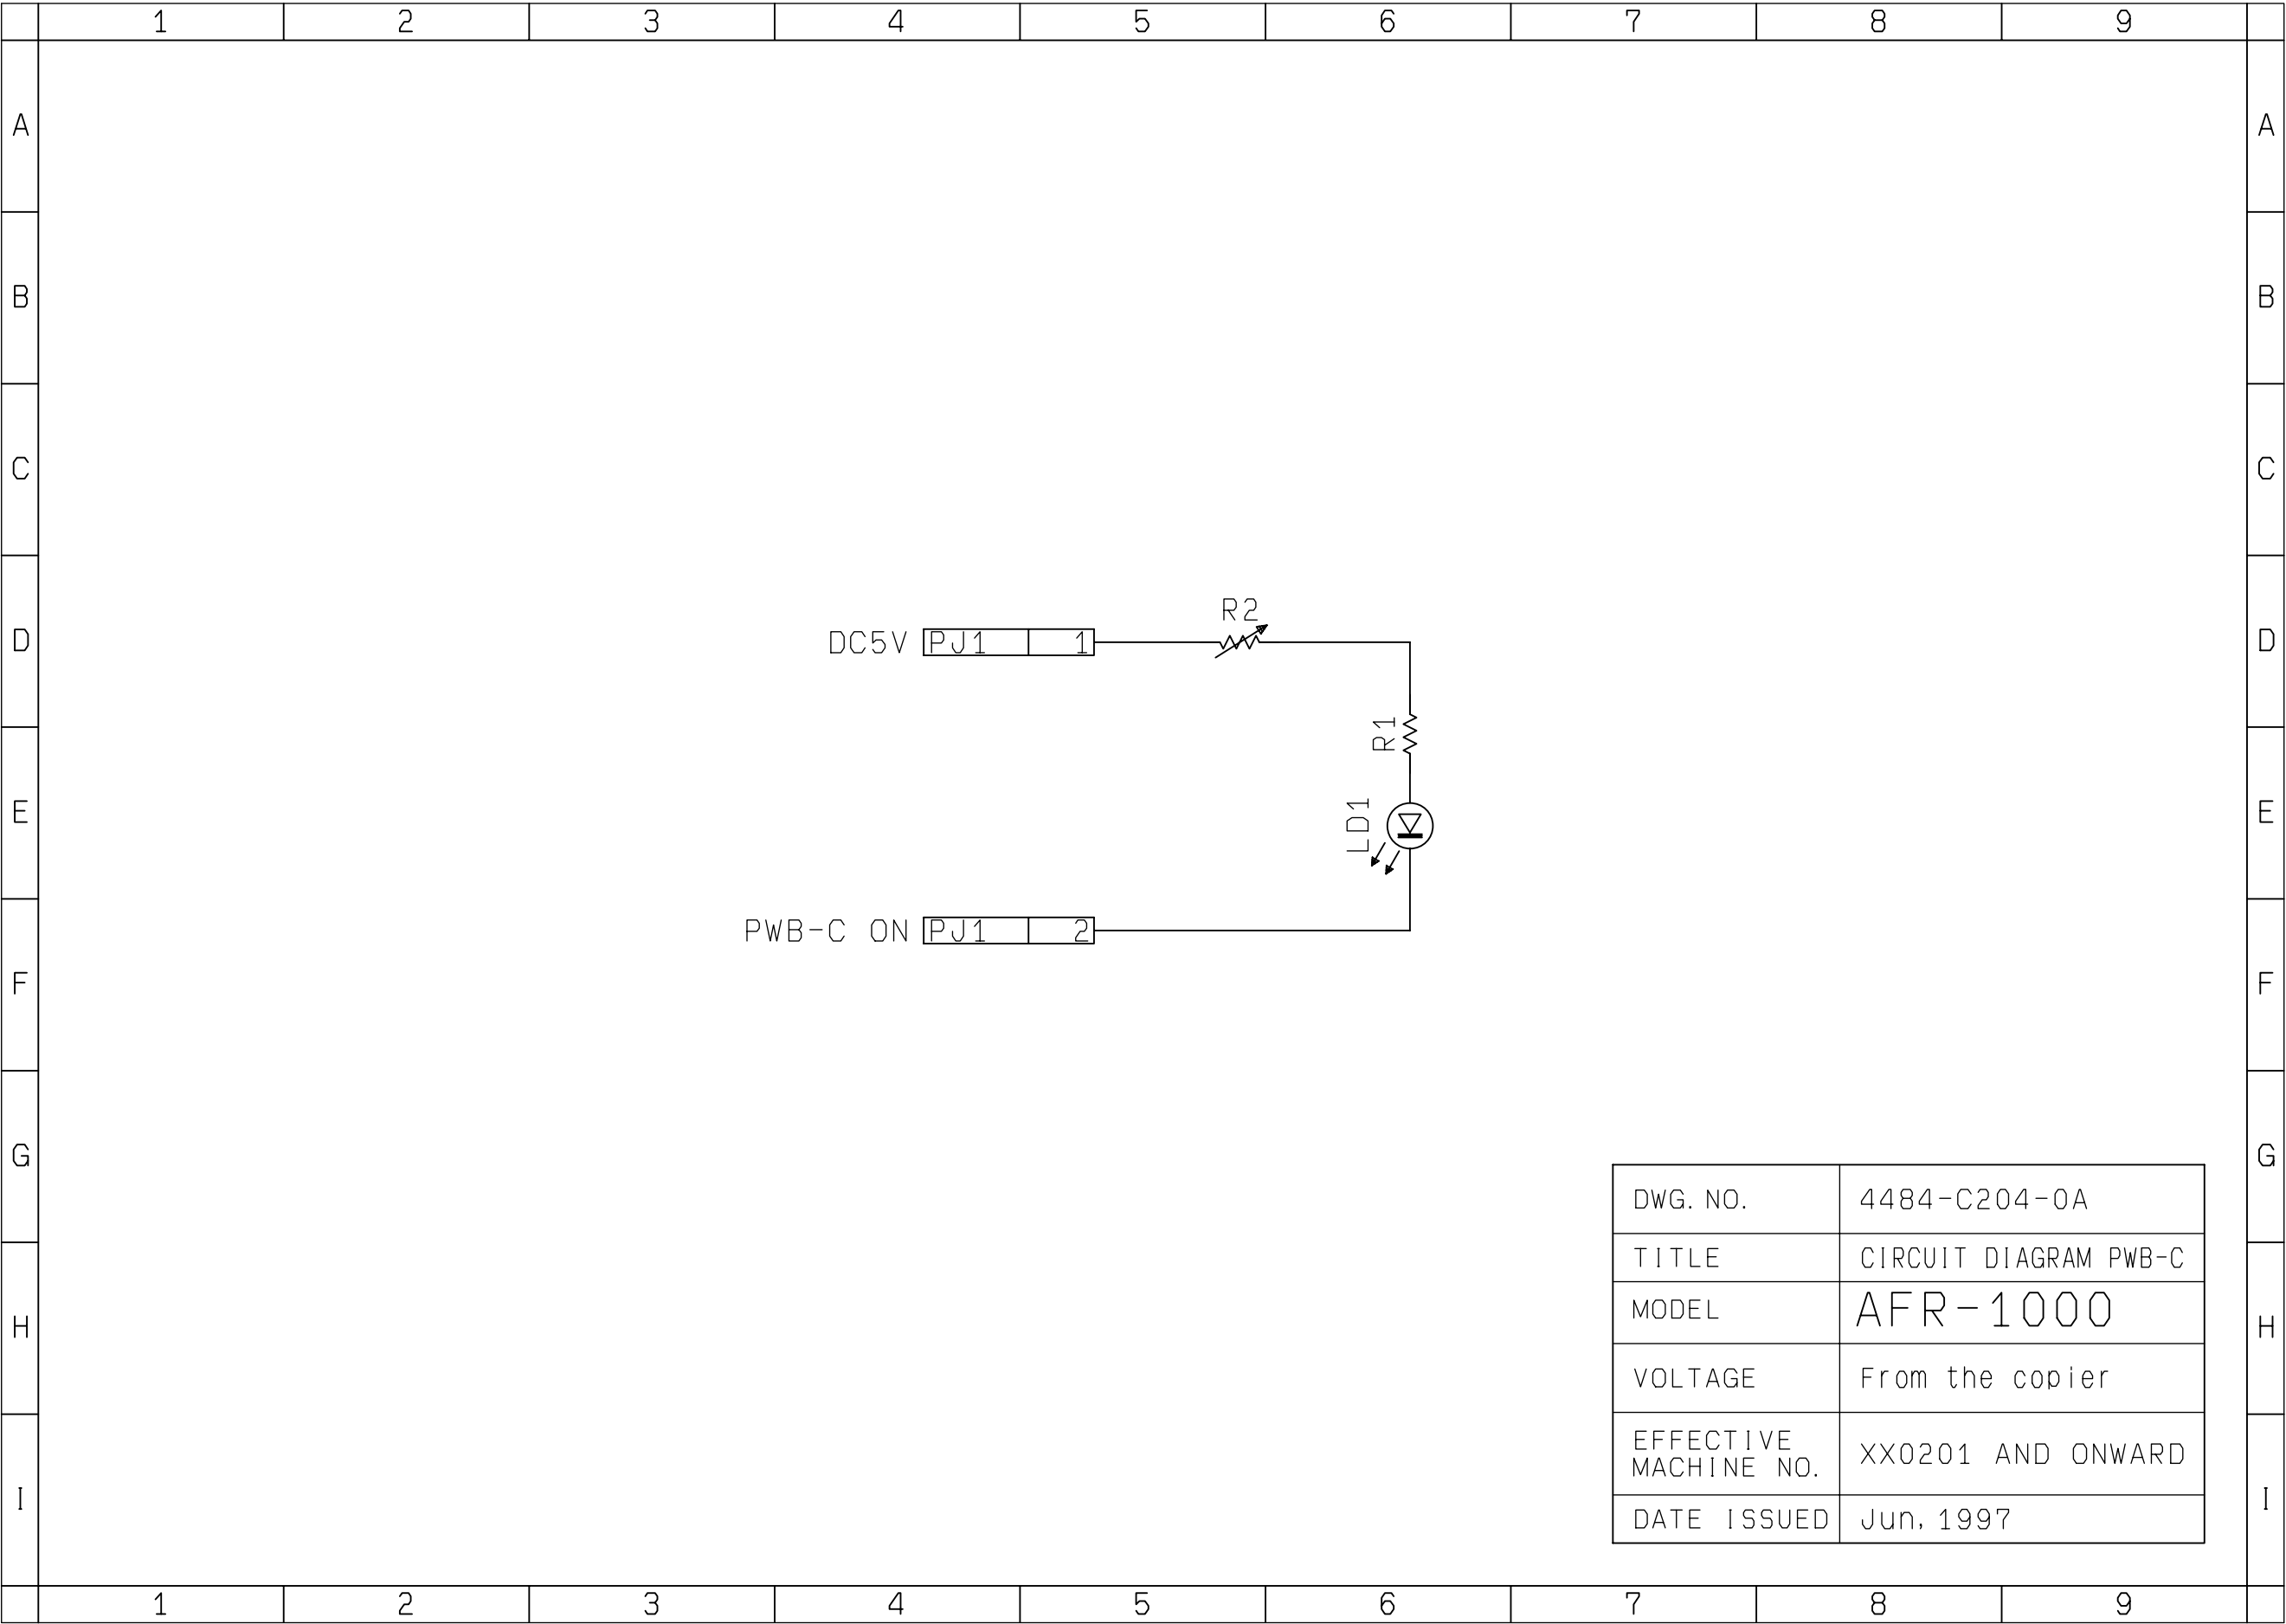 1 2 3 4 5 6 7 8 9
A A
B B
C C
R2
D DC5V PJ1 1 D
R1
E LD1 E
PWB-C ON PJ1 2
F F
G G
DWG. NO. 4484-C204-0A
TITLE CIRCUIT DIAGRAM PWB-C
H MODEL AFR-1000 H
VOLTAGE From the copier
EFFECTIVE
MACHINE NO. XX0201 AND ONWARD
I DATE ISSUED Jun, 1997 I
1 2 3 4 5 6 7 8 9